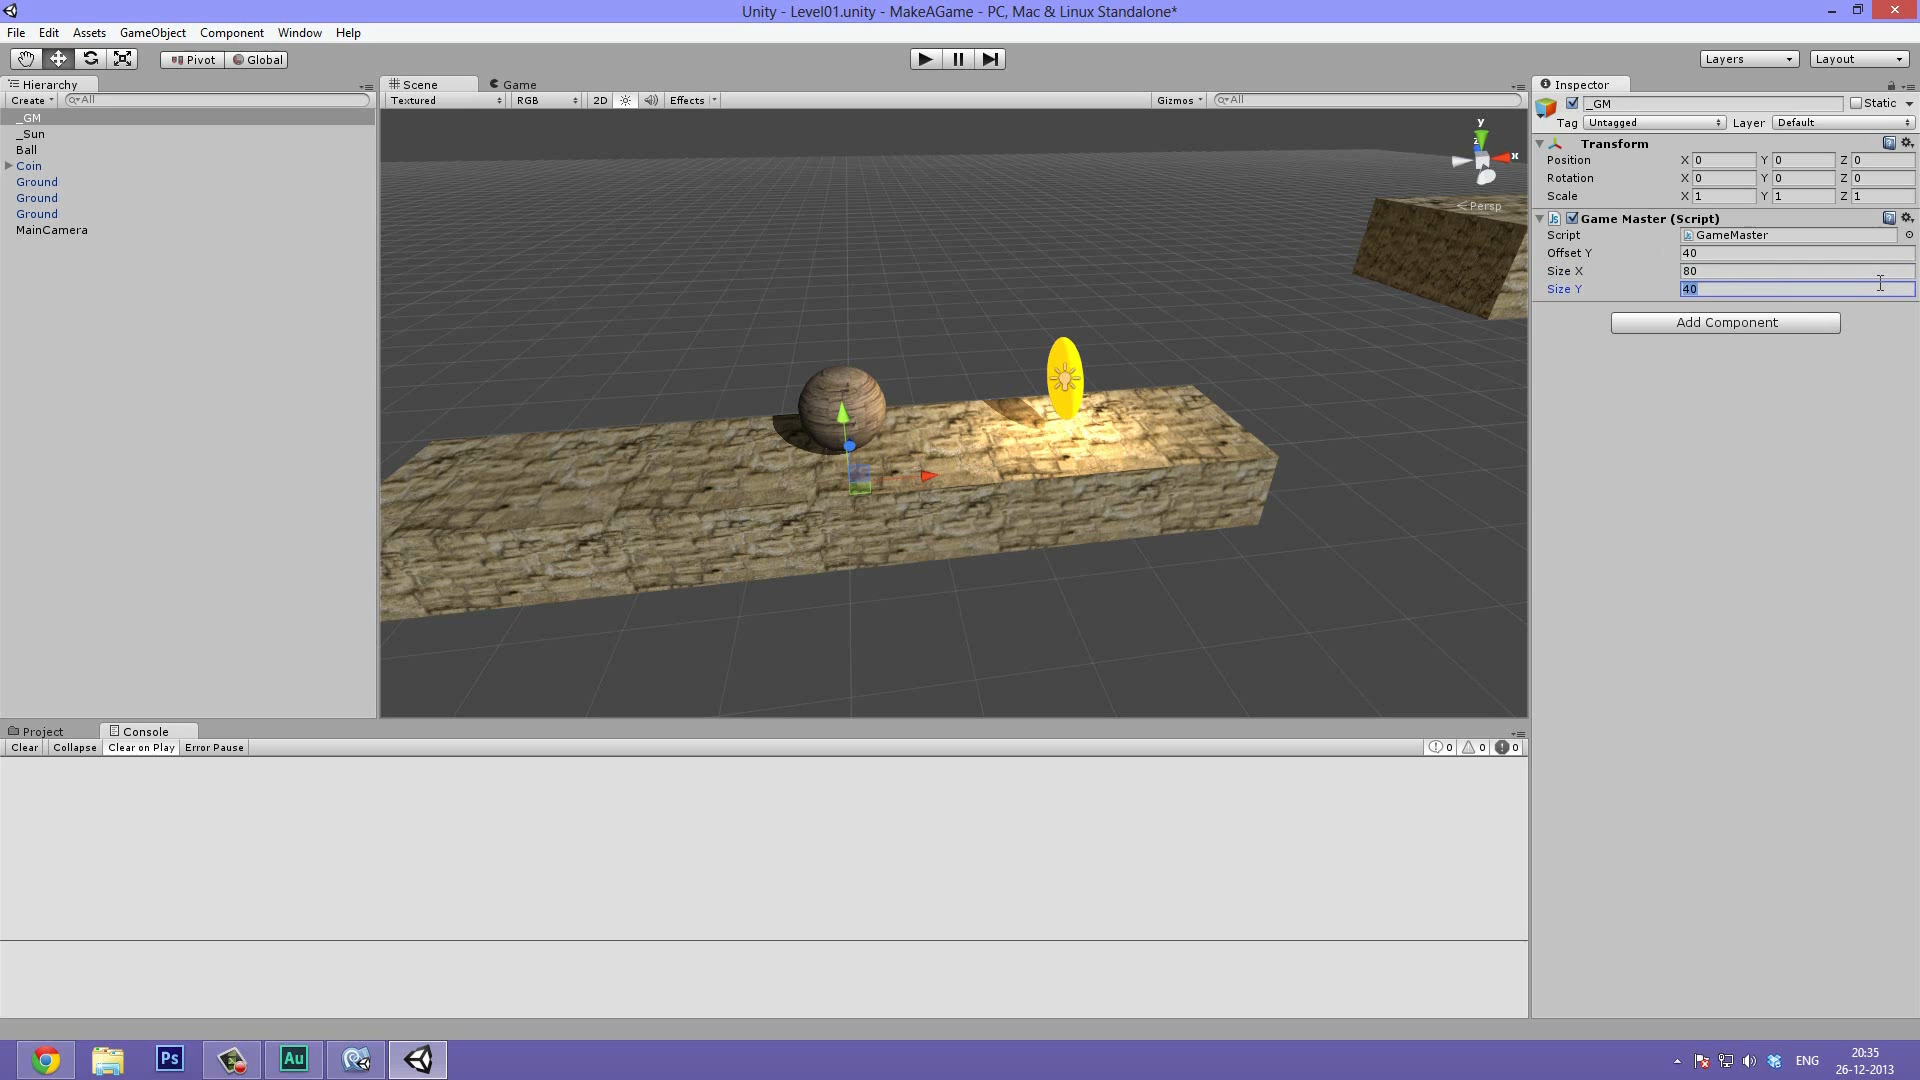 Unity - Level01.unity - MakeAGame - PC, Mac & Linux Standalone*
File Edit Assets GameObject Component Window Help
Pivot Global Layers Layout
Hierarchy
Create All
_GM
_Sun
Ball
Coin
Ground
Ground
Ground
MainCamera
Scene Game
Textured RGB 2D Effects Gizmos All
y
z
x
Persp
Inspector
_GM Static
Tag Untagged Layer Default
Transform
Position X 0 Y 0 Z 0
Rotation X 0 Y 0 Z 0
Scale X 1 Y 1 Z 1
Game Master (Script)
Script GameMaster
Offset Y 40
Size X 80
Size Y 40
Add Component
Project Console
Clear Collapse Clear on Play Error Pause 0 0 0
Ps Au
ENG
20:35
26-12-2013